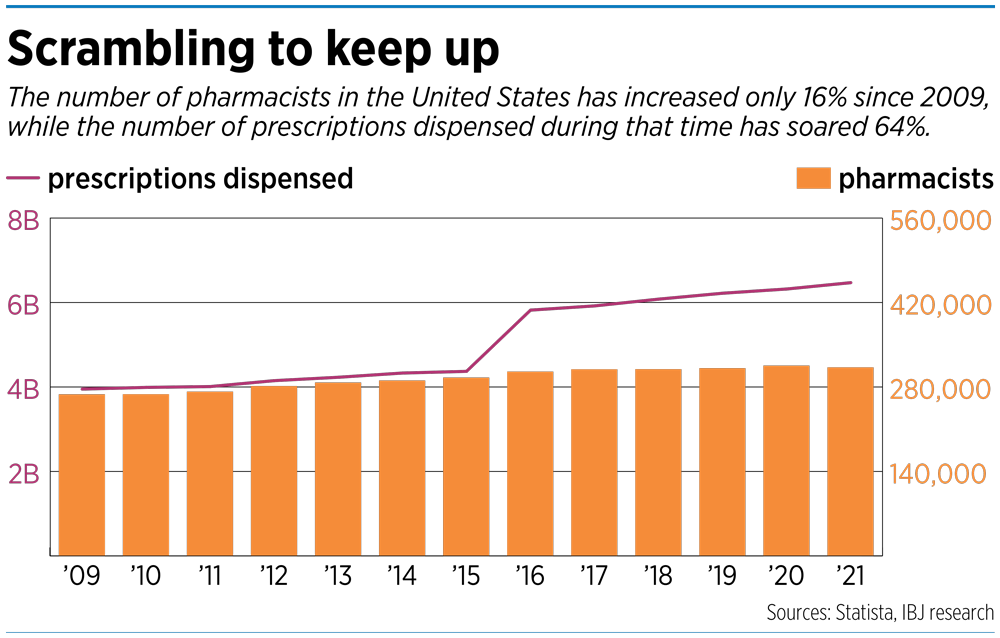 Scrambling to keep up
The number of pharmacists in the United States has increased only 16% since 2009,
while the number of prescriptions dispensed during that time has soared 64%.
prescriptions dispensed
pharmacists
8B
560,000
6B
420,000
4B
280,000
2B
140,000
’09 ’10 ’11 ’12 ’13 ’14 ’15 ’16 ’17 ’18 ’19 ’20 ’21
Sources: Statista, IBJ research